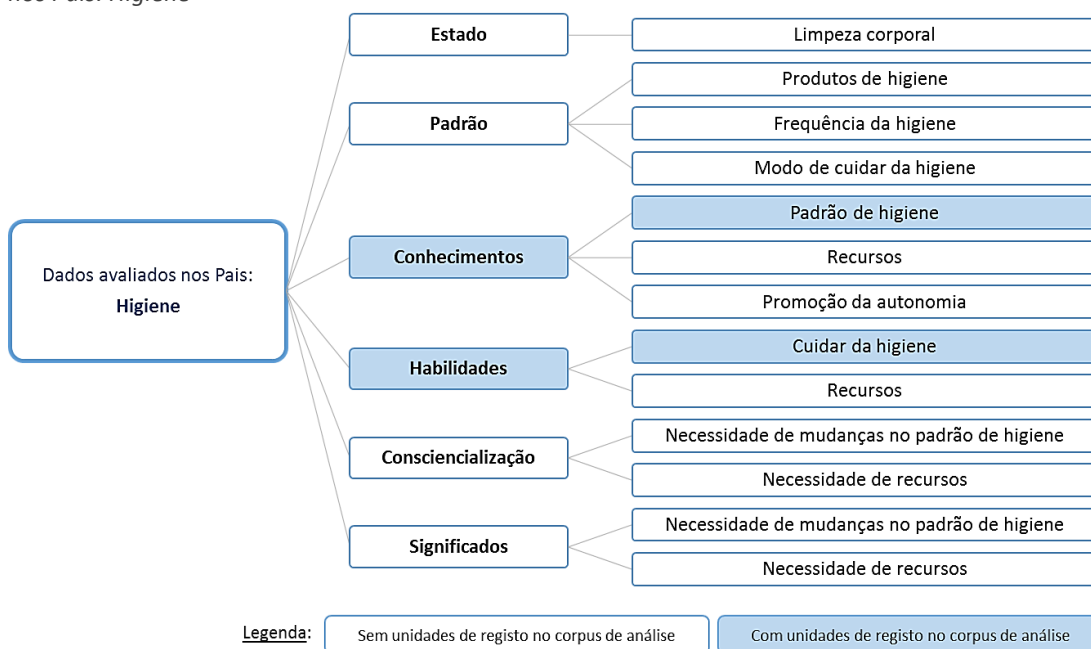 nos Pais: Higiene
Dados avaliados nos Pais:
Higiene
Estado
Limpeza corporal
Padrão
Produtos de higiene
Frequência da higiene
Modo de cuidar da higiene
Conhecimentos
Padrão de higiene
Recursos
Promoção da autonomia
Habilidades
Cuidar da higiene
Recursos
Consciencialização
Necessidade de mudanças no padrão de higiene
Necessidade de recursos
Significados
Necessidade de mudanças no padrão de higiene
Necessidade de recursos
Legenda:
Sem unidades de registo no corpus de análise
Com unidades de registo no corpus de análise